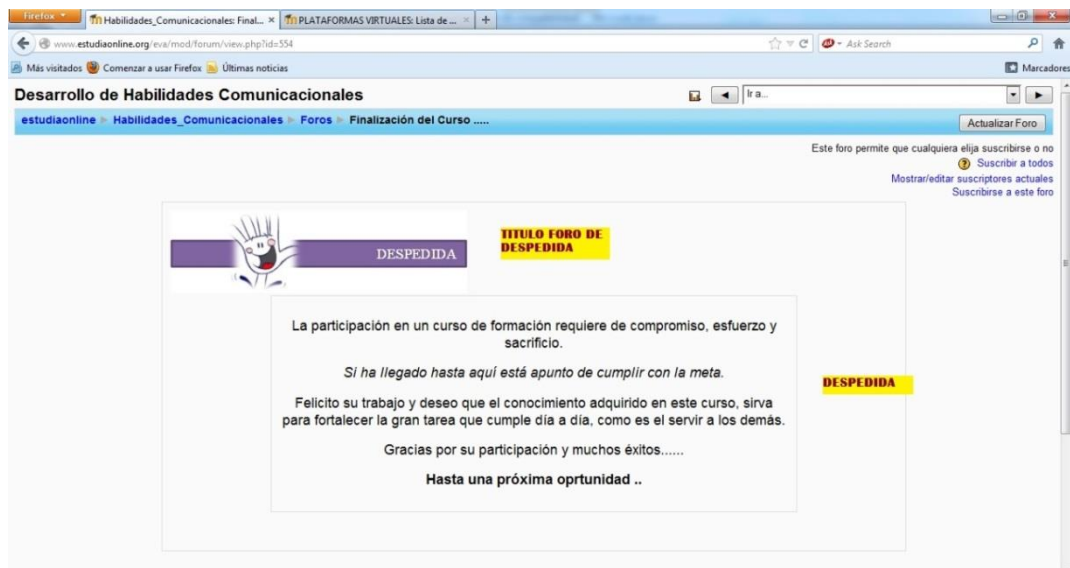 Firefox
Habilidades_Comunicacionales: Final...
PLATAFORMAS VIRTUALES: Lista de ...
www.estudiaonline.org/eva/mod/forum/view.php?id=554
Ask Search
Más visitados
Comenzar a usar Firefox
Últimas noticias
Marcadores
Desarrollo de Habilidades Comunicacionales
Ir a...
estudiaonline ► Habilidades_Comunicacionales ► Foros ► Finalización del Curso .....
Actualizar Foro
Este foro permite que cualquiera elija suscribirse o no
Suscribir a todos
Mostrar/editar suscriptores actuales
Suscribirse a este foro
DESPEDIDA
TITULO FORO DE
DESPEDIDA
La participación en un curso de formación requiere de compromiso, esfuerzo y
sacrificio.
Si ha llegado hasta aquí está apunto de cumplir con la meta.
DESPEDIDA
Felicito su trabajo y deseo que el conocimiento adquirido en este curso, sirva
para fortalecer la gran tarea que cumple día a día, como es el servir a los demás.
Gracias por su participación y muchos éxitos......
Hasta una próxima oprtunidad ..